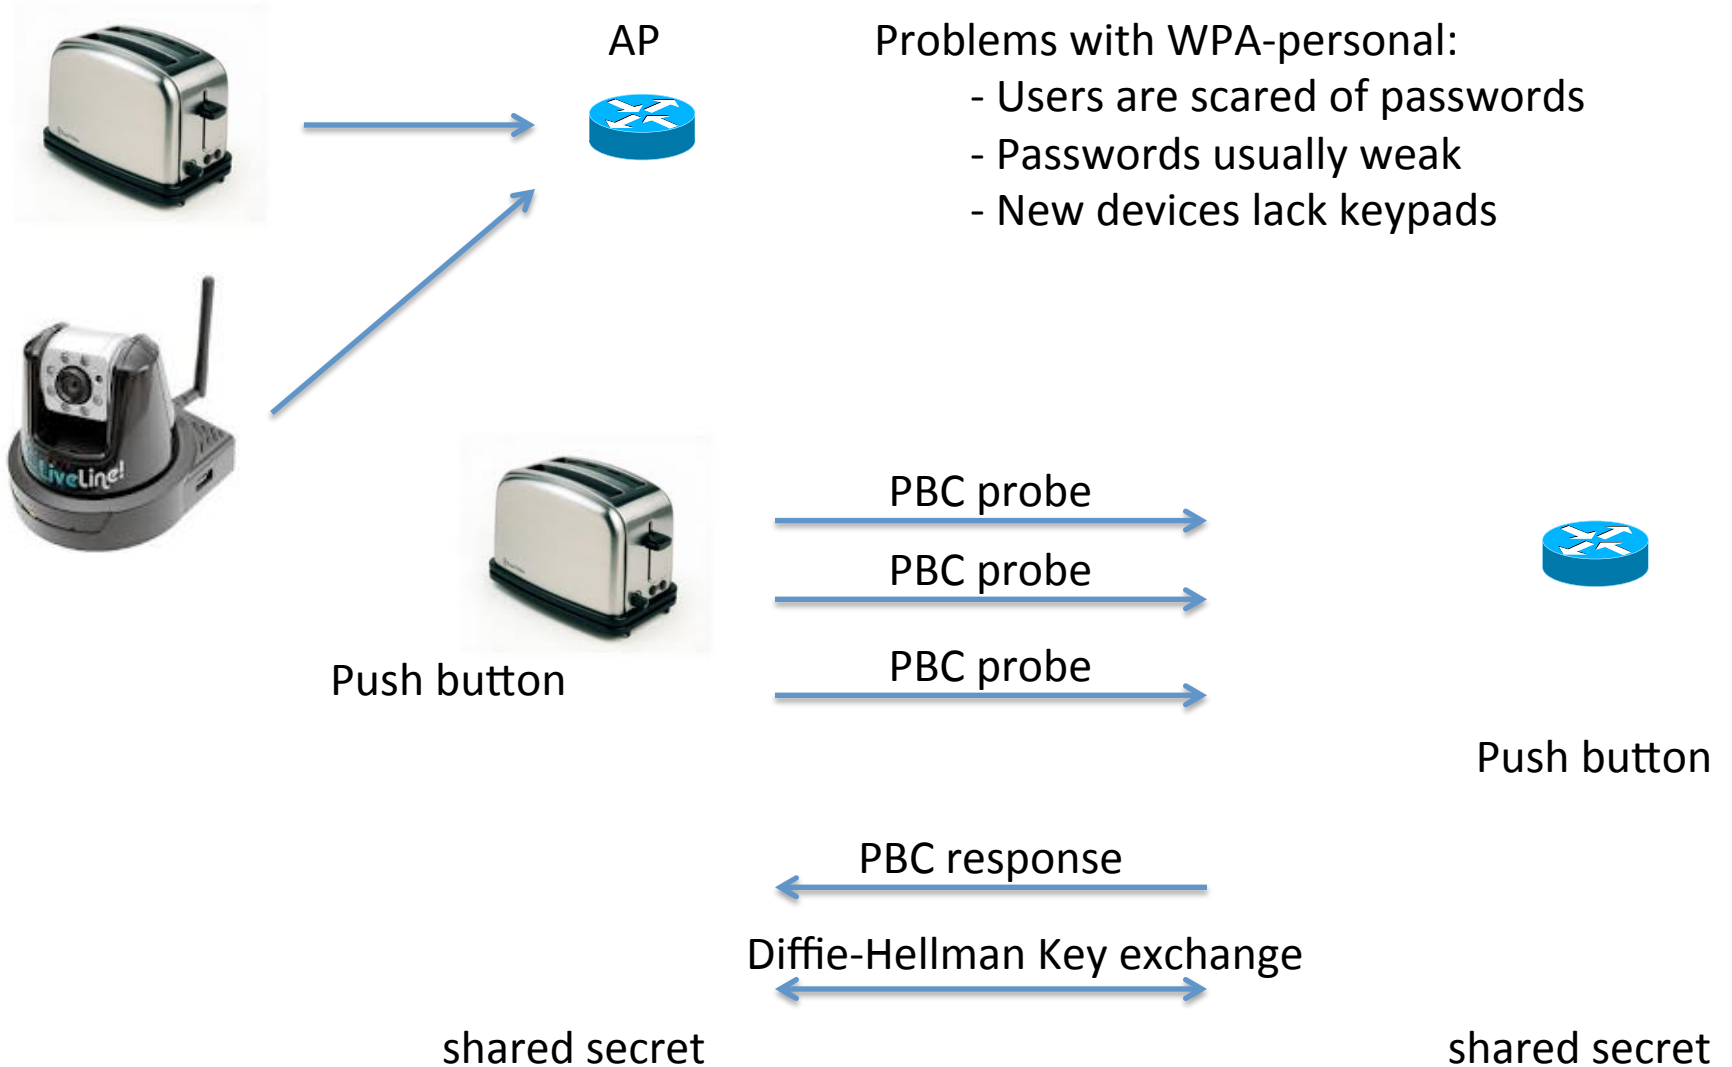 AP
Problems with WPA-personal:
- Users are scared of passwords
- Passwords usually weak
- New devices lack keypads
LiveLine!
PBC probe
PBC probe
PBC probe
Push button
Push button
PBC response
Diffie-Hellman Key exchange
shared secret
shared secret